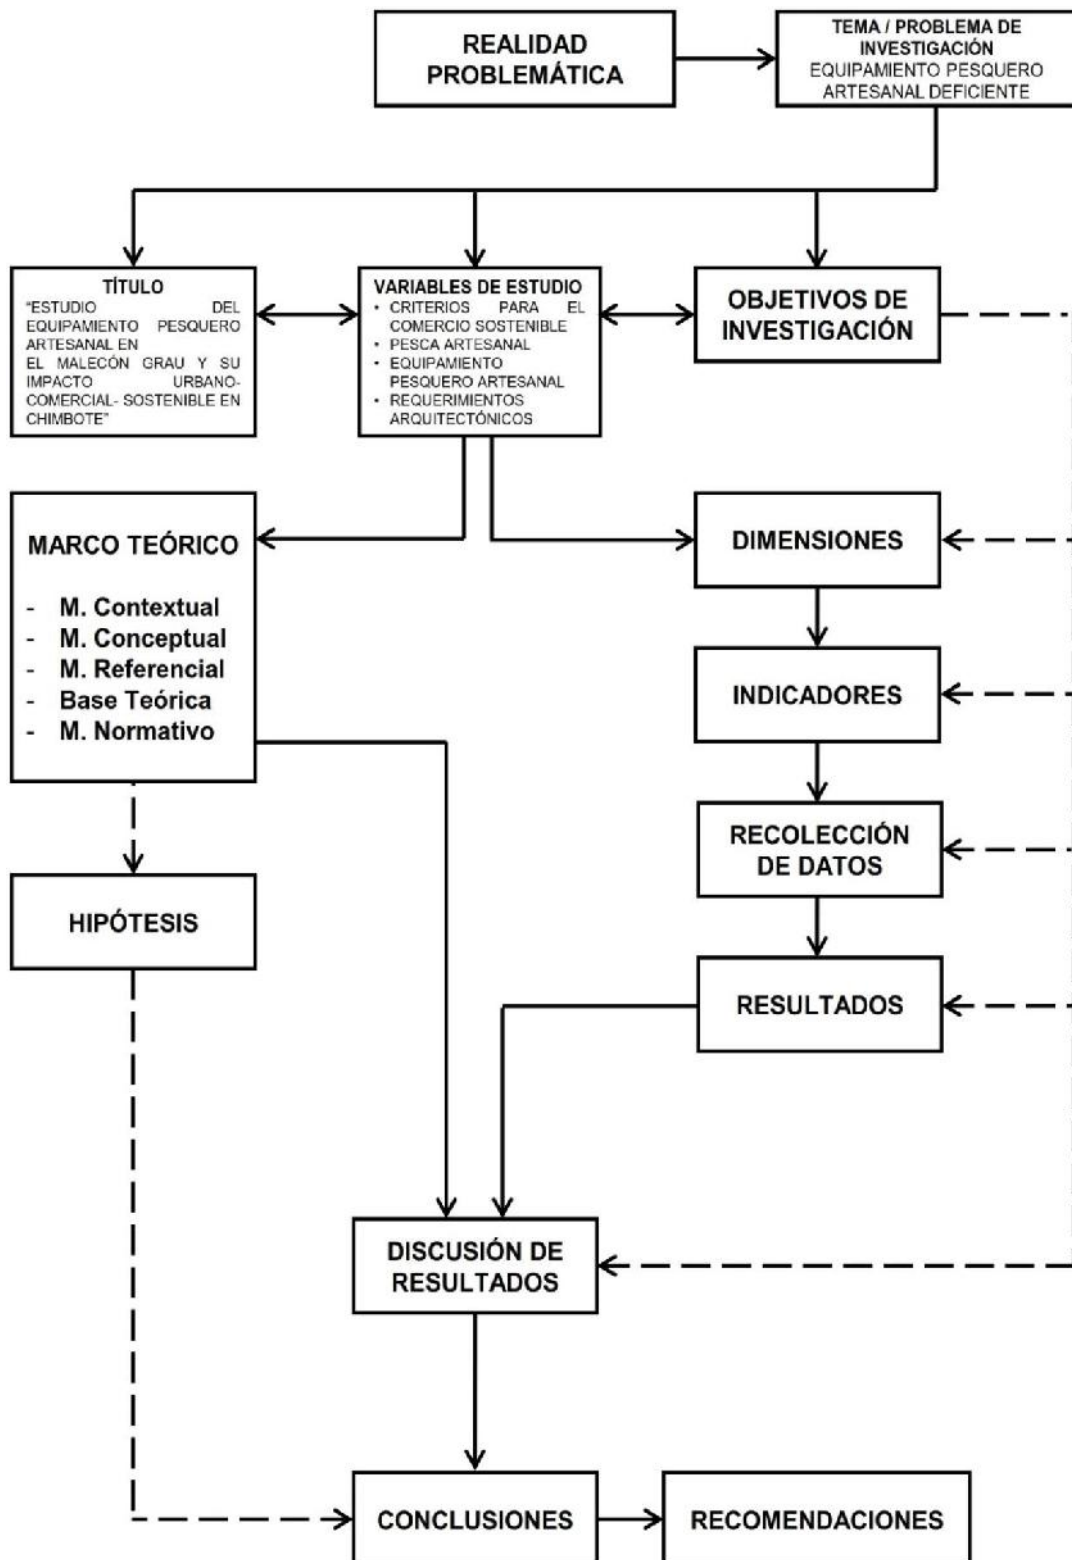 REALIDAD
PROBLEMÁTICA
TEMA / PROBLEMA DE
INVESTIGACIÓN
EQUIPAMIENTO PESQUERO
ARTESANAL DEFICIENTE
TÍTULO
"ESTUDIO DEL
EQUIPAMIENTO PESQUERO
ARTESANAL EN
EL MALECÓN GRAU Y SU
IMPACTO URBANO-
COMERCIAL- SOSTENIBLE EN
CHIMBOTE"
VARIABLES DE ESTUDIO
• CRITERIOS PARA EL
COMERCIO SOSTENIBLE
• PESCA ARTESANAL
• EQUIPAMIENTO
PESQUERO ARTESANAL
• REQUERIMIENTOS
ARQUITECTÓNICOS
OBJETIVOS DE
INVESTIGACIÓN
MARCO TEÓRICO
- M. Contextual
- M. Conceptual
- M. Referencial
- Base Teórica
- M. Normativo
DIMENSIONES
INDICADORES
RECOLECCIÓN
DE DATOS
HIPÓTESIS
RESULTADOS
DISCUSIÓN DE
RESULTADOS
CONCLUSIONES
RECOMENDACIONES